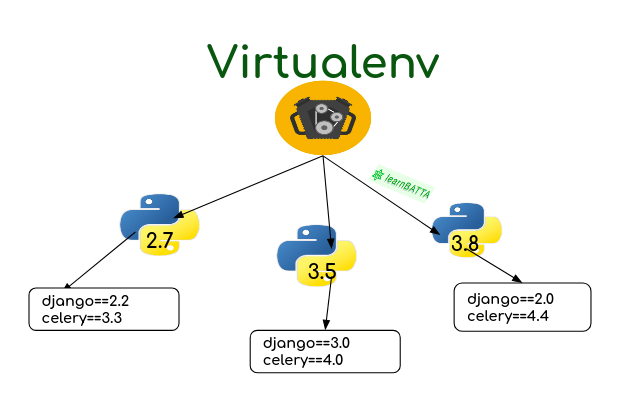 Virtualenv
learnBATTA
2.7
3.5
3.8
django==2.2
celery==3.3
django==3.0
celery==4.0
django==2.0
celery==4.4